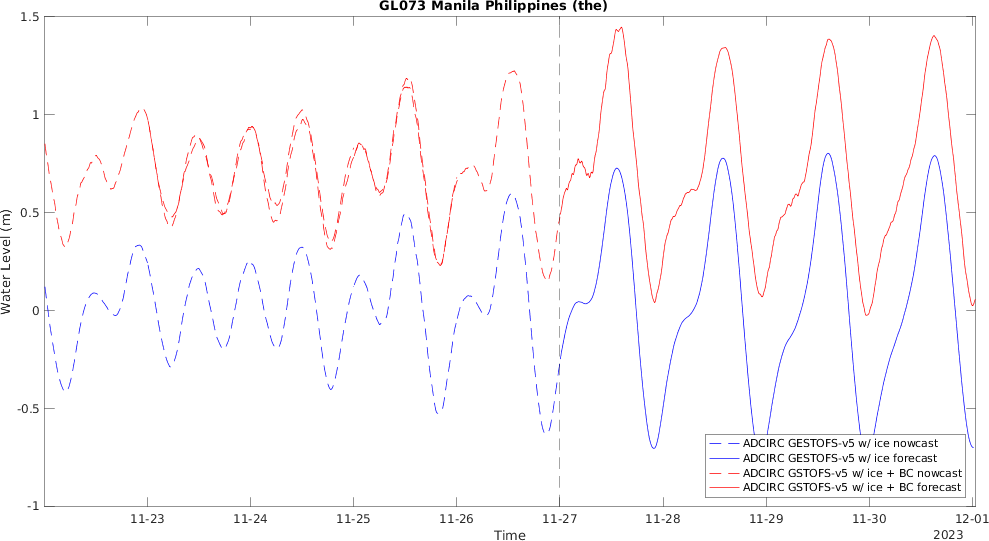 GL073 Manila Philippines (the)
1.5
1
0.5
0
-0.5
-1
Water Level (m)
11-23 11-24 11-25 11-26 11-27 11-28 11-29 11-30 12-01
Time
2023
ADCIRC GESTOFS-v5 w/ ice nowcast
ADCIRC GESTOFS-v5 w/ ice forecast
ADCIRC GSTOFS-v5 w/ ice + BC nowcast
ADCIRC GSTOFS-v5 w/ ice + BC forecast